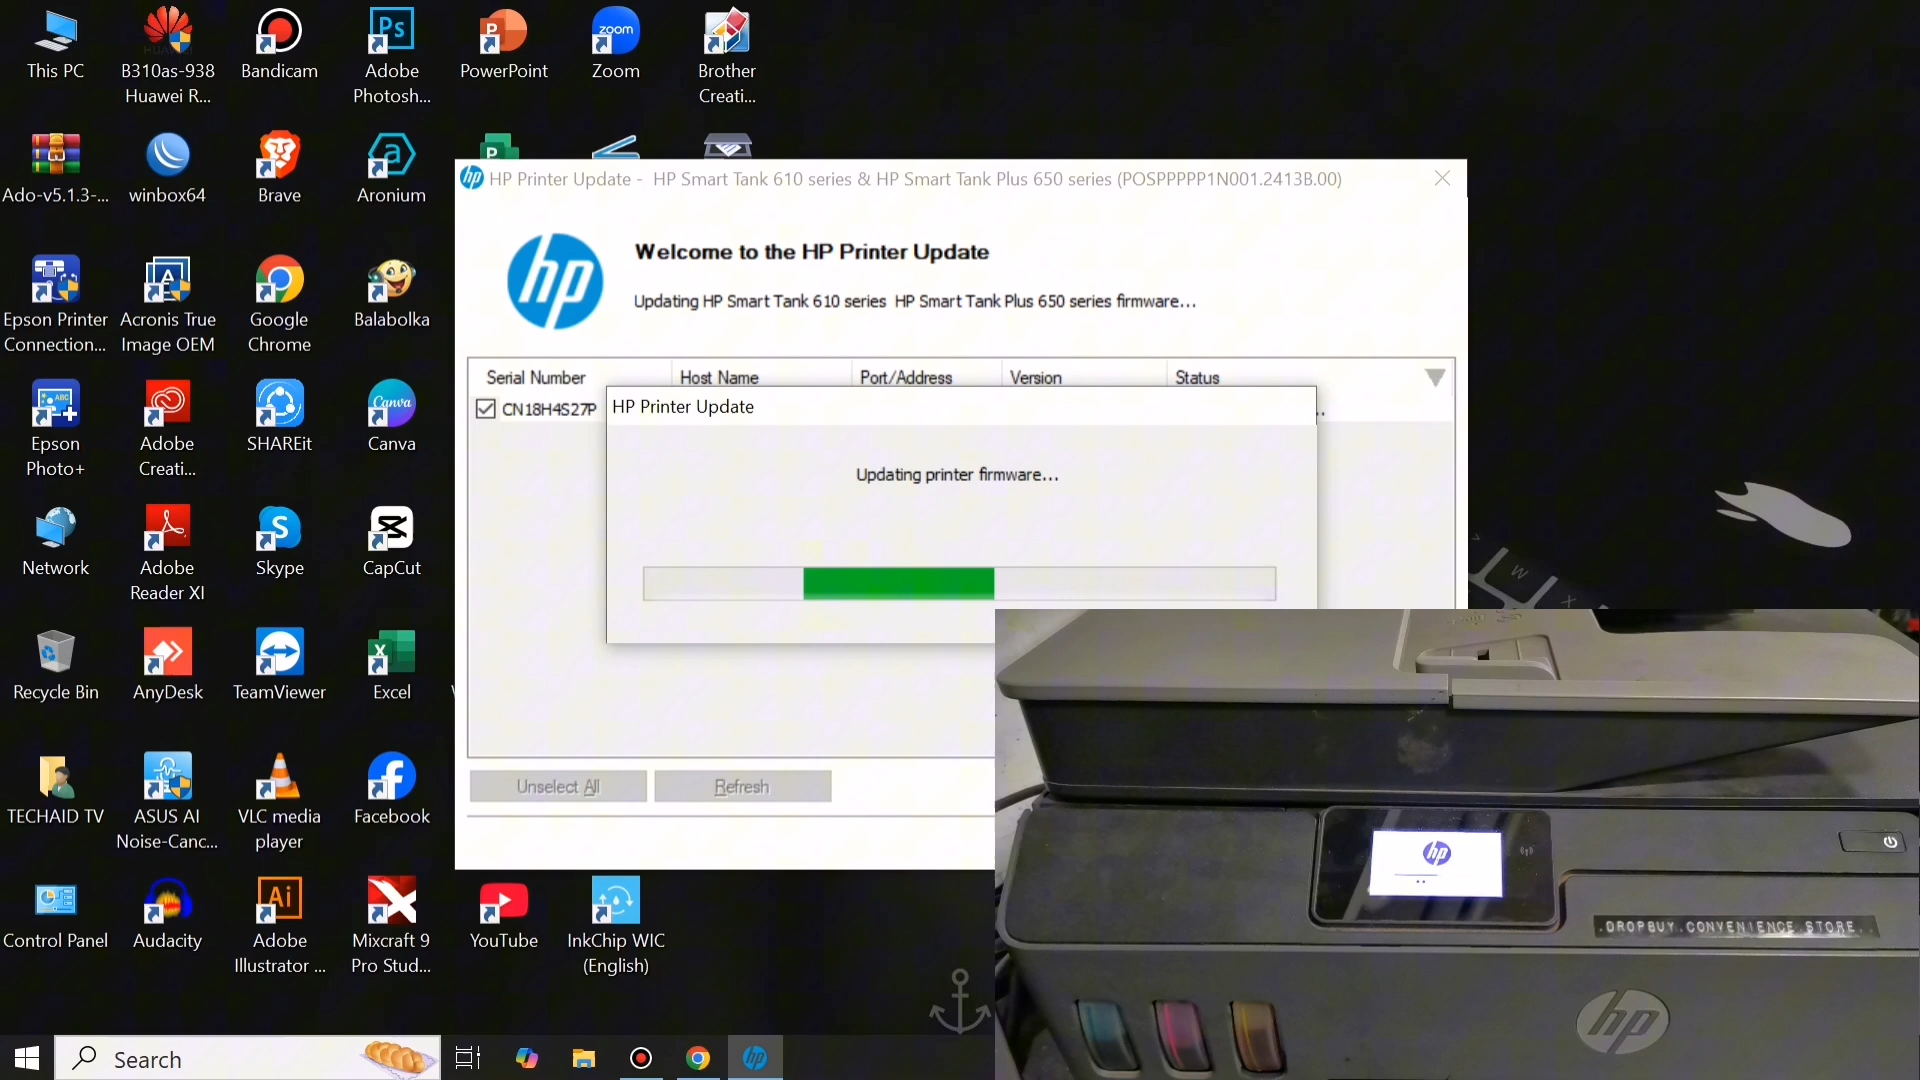 This PC
B310as-938
Huawei R...
Bandicam
Adobe
Photosh...
PowerPoint
zoom
Zoom
Brother
Creati...
Ado-v5.1.3-...
winbox64
Brave
Aronium
Epson Printer
Connection...
Acronis True
Image OEM
Google
Chrome
Balabolka
Epson
Photo+
Adobe
Creati...
SHAREit
Canva
Canva
Network
Adobe
Reader XI
Skype
CapCut
Recycle Bin
AnyDesk
TeamViewer
Excel
TECHAID TV
ASUS AI
Noise-Canc...
VLC media
player
Facebook
Control Panel
Audacity
Adobe
Illustrator ...
Mixcraft 9
Pro Stud...
YouTube
InkChip WIC
(English)
hp HP Printer Update - HP Smart Tank 610 series & HP Smart Tank Plus 650 series (POSPPPPP1N001.2413B.00)
hp
Welcome to the HP Printer Update
Updating HP Smart Tank 610 series HP Smart Tank Plus 650 series firmware...
Serial Number Host Name Port/Address Version Status
CN18H4S27P
HP Printer Update
Updating printer firmware...
Unselect All Refresh
hp
.DROPBUY.CONVENIENCE.STORE..
hp
Search